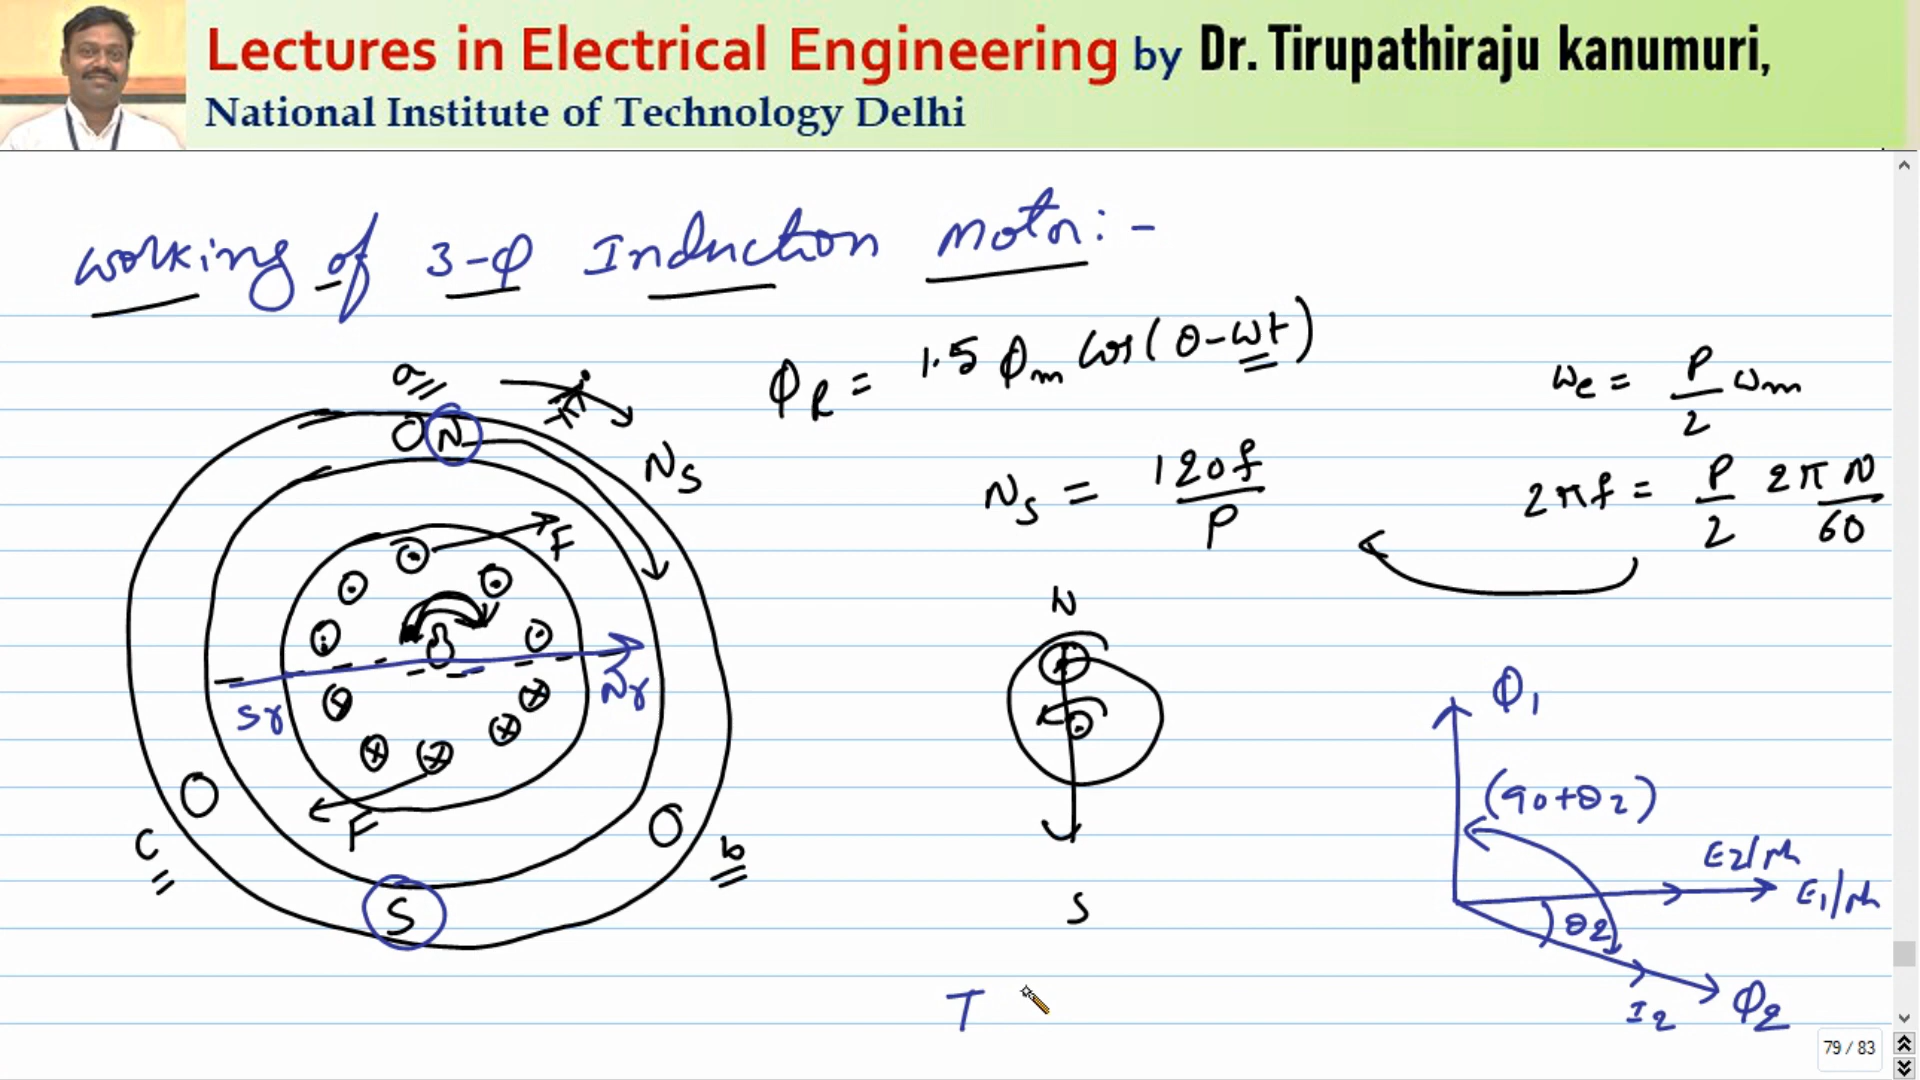 Lectures in Electrical Engineering by Dr. Tirupathiraju kanumuri,
National Institute of Technology Delhi
working of 3-φ Induction motor:-
ϕR = 1.5 ϕm Cos(θ-ωt)
ωe = P/2 ωm
Ns = 120f/P
2πf = P/2 2πN/60
a
N
Ns
F
Sr
Nr
F
c
b
S
N
S
ϕ1
(90+θ2)
E2/ph
E1/ph
θ2
I2
ϕ2
T
79 / 83